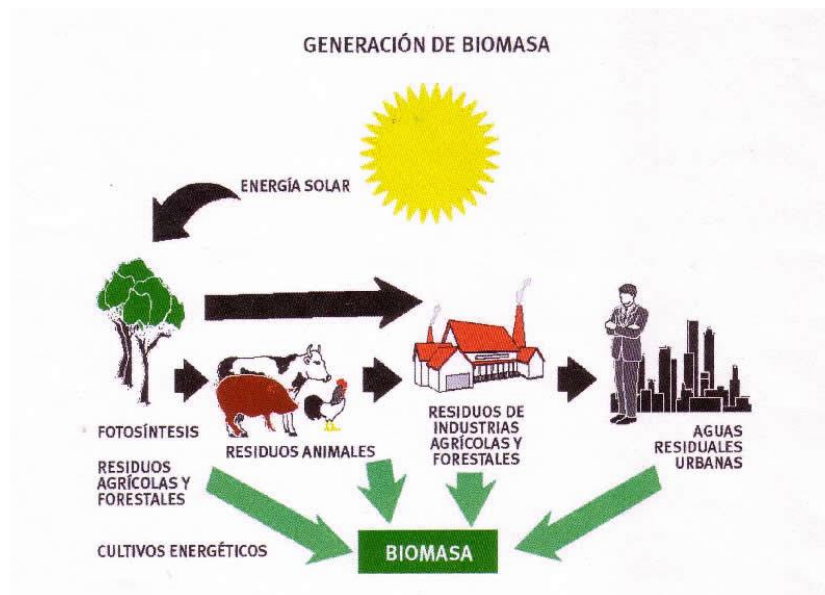 GENERACIÓN DE BIOMASA
ENERGÍA SOLAR
FOTOSÍNTESIS
RESIDUOS
AGRÍCOLAS Y
FORESTALES
CULTIVOS ENERGÉTICOS
RESIDUOS ANIMALES
RESIDUOS DE
INDUSTRIAS
AGRÍCOLAS Y
FORESTALES
AGUAS
RESIDUALES
URBANAS
BIOMASA